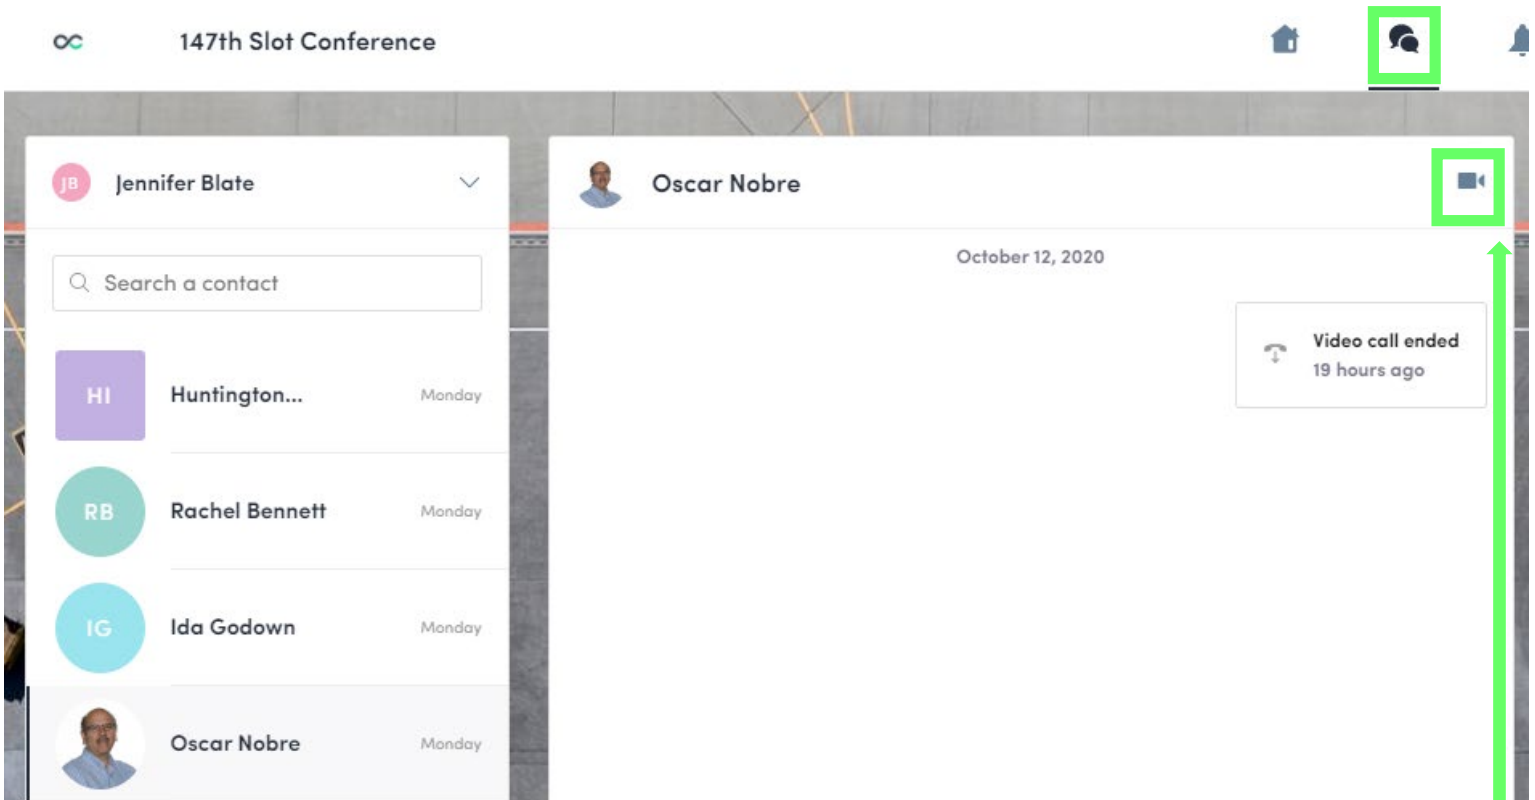 147th Slot Conference
JB
Jennifer Blate
Search a contact
HI
Huntington...
Monday
RB
Rachel Bennett
Monday
IG
Ida Godown
Monday
Oscar Nobre
Monday
Oscar Nobre
October 12, 2020
Video call ended
19 hours ago